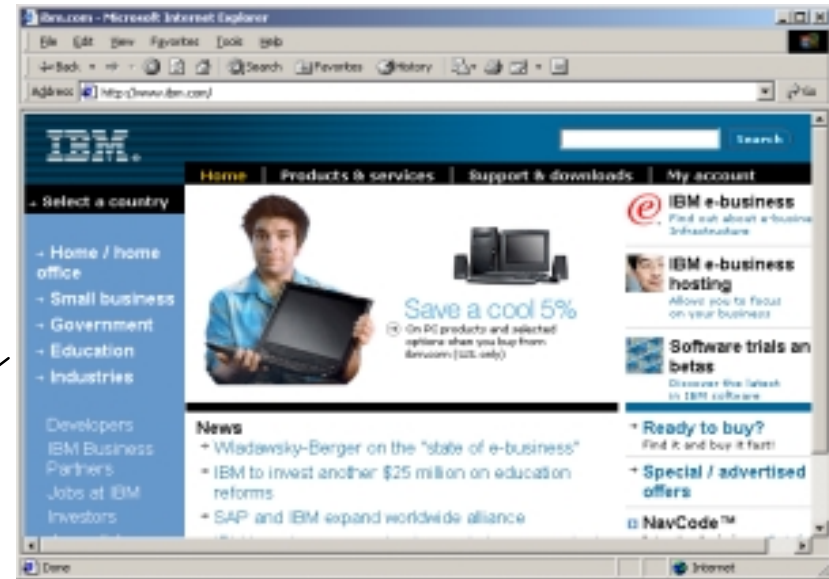 ibm.com - Microsoft Internet Explorer
File Edit View Favorites Tools Help
Back Search Favorites History
Address http://www.ibm.com/ Go
IBM.
Search
Home Products & services Support & downloads My account
Select a country
Home / home
office
Small business
Government
Education
Industries
Developers
IBM Business
Partners
Jobs at IBM
Investors
Save a cool 5%
On PC products and selected
options when you buy from
ibm.com (U.S. only)
News
Wladawsky-Berger on the "state of e-business"
IBM to invest another $25 million on education
reforms
SAP and IBM expand worldwide alliance
IBM e-business
Find out about e-busine
Infrastructure
IBM e-business
hosting
Allows you to focus
on your business
Software trials an
betas
Discover the latest
in IBM software
Ready to buy?
Find it and buy it fast!
Special / advertised
offers
NavCode™
Done
Internet